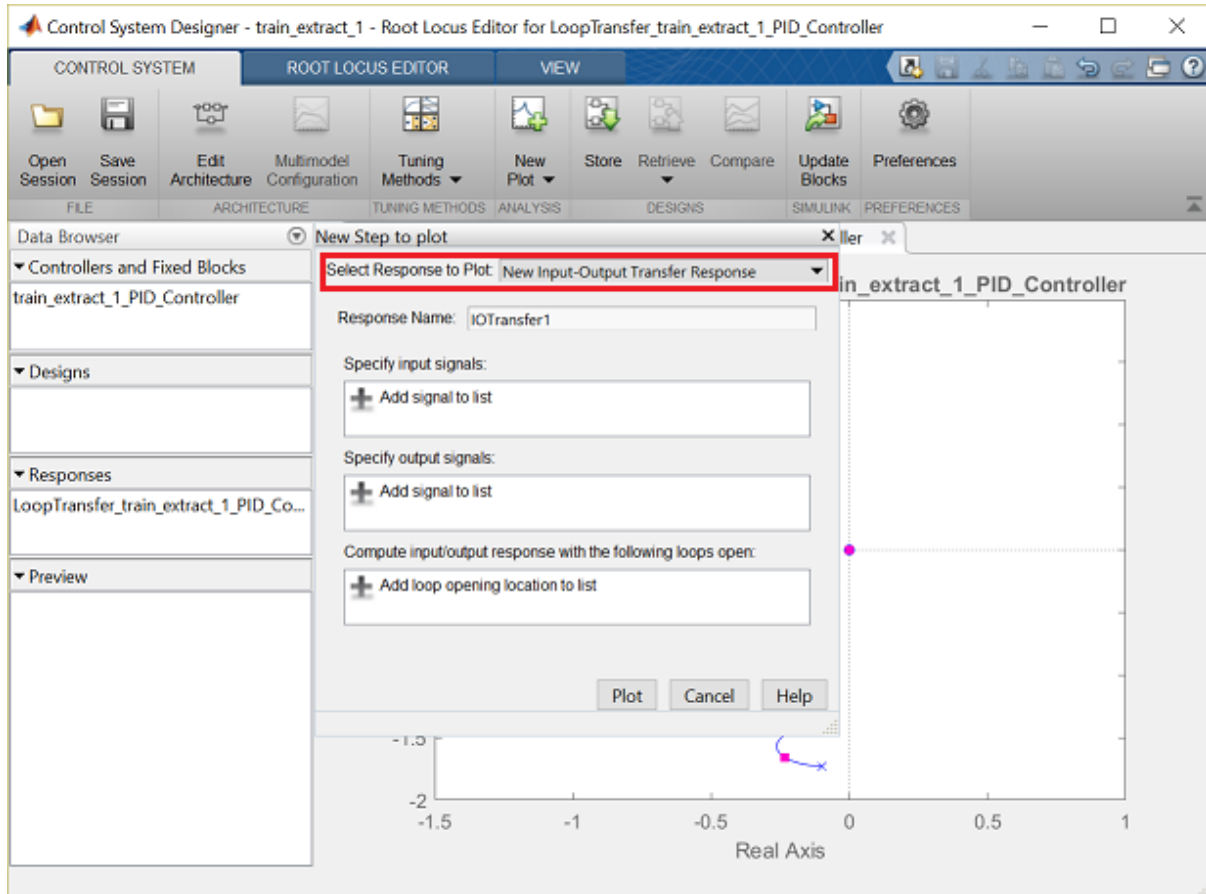 Control System Designer - train_extract_1 - Root Locus Editor for LoopTransfer_train_extract_1_PID_Controller
CONTROL SYSTEM ROOT LOCUS EDITOR VIEW
Open Session
Save Session
Edit Architecture
Multimodel Configuration
Tuning Methods
New Plot
Store
Retrieve
Compare
Update Blocks
Preferences
FILE ARCHITECTURE TUNING METHODS ANALYSIS DESIGNS SIMULINK PREFERENCES
Data Browser
Controllers and Fixed Blocks
train_extract_1_PID_Controller
Designs
Responses
LoopTransfer_train_extract_1_PID_Co...
Preview
New Step to plot
Select Response to Plot: New Input-Output Transfer Response
Response Name: IOTransfer1
Specify input signals:
Add signal to list
Specify output signals:
Add signal to list
Compute input/output response with the following loops open:
Add loop opening location to list
Plot Cancel Help
ller
in_extract_1_PID_Controller
-1.5
-2
-1.5 -1 -0.5 0 0.5 1
Real Axis